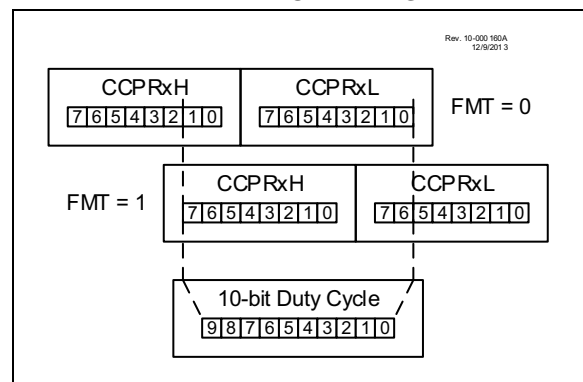 Rev. 10-000 160A
12/9/2013
CCPRxH CCPRxL
7 6 5 4 3 2 1 0 7 6 5 4 3 2 1 0 FMT = 0
CCPRxH CCPRxL
FMT = 1 7 6 5 4 3 2 1 0 7 6 5 4 3 2 1 0
10-bit Duty Cycle
9 8 7 6 5 4 3 2 1 0